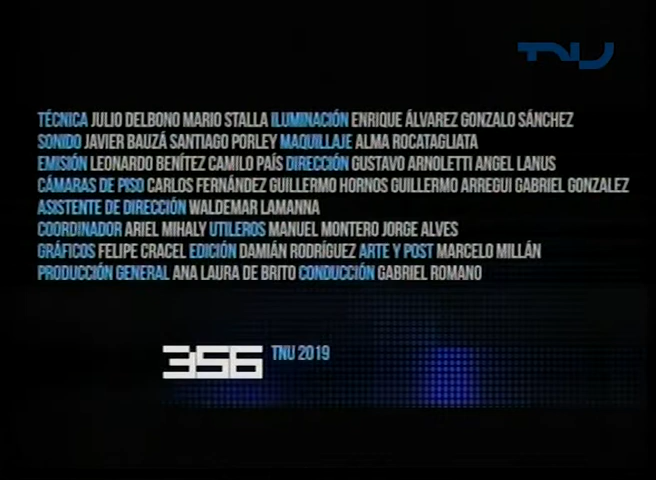 TNU
TÉCNICA JULIO DELBONO MARIO STALLA ILUMINACIÓN ENRIQUE ÁLVAREZ GONZALO SÁNCHEZ
SONIDO JAVIER BAUZÁ SANTIAGO PORLEY MAQUILLAJE ALMA ROCATAGLIATA
EMISIÓN LEONARDO BENÍTEZ CAMILO PAÍS DIRECCIÓN GUSTAVO ARNOLETTI ANGEL LANUS
CÁMARAS DE PISO CARLOS FERNÁNDEZ GUILLERMO HORNOS GUILLERMO ARREGUI GABRIEL GONZALEZ
ASISTENTE DE DIRECCIÓN WALDEMAR LAMANNA
COORDINADOR ARIEL MIHALY UTILEROS MANUEL MONTERO JORGE ALVES
GRÁFICOS FELIPE CRACEL EDICIÓN DAMIÁN RODRÍGUEZ ARTE Y POST MARCELO MILLÁN
PRODUCCIÓN GENERAL ANA LAURA DE BRITO CONDUCCIÓN GABRIEL ROMANO
356 TNU 2019